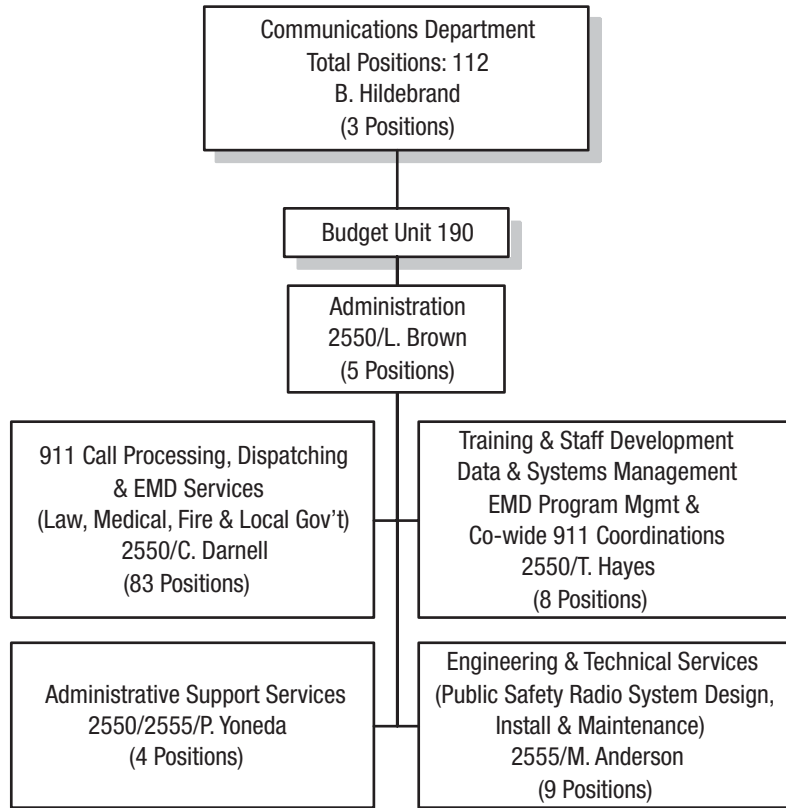 Communications Department
Total Positions: 112
B. Hildebrand
(3 Positions)
Budget Unit 190
Administration
2550/L. Brown
(5 Positions)
911 Call Processing, Dispatching
& EMD Services
(Law, Medical, Fire & Local Gov’t)
2550/C. Darnell
(83 Positions)
Training & Staff Development
Data & Systems Management
EMD Program Mgmt &
Co-wide 911 Coordinations
2550/T. Hayes
(8 Positions)
Administrative Support Services
2550/2555/P. Yoneda
(4 Positions)
Engineering & Technical Services
(Public Safety Radio System Design,
Install & Maintenance)
2555/M. Anderson
(9 Positions)